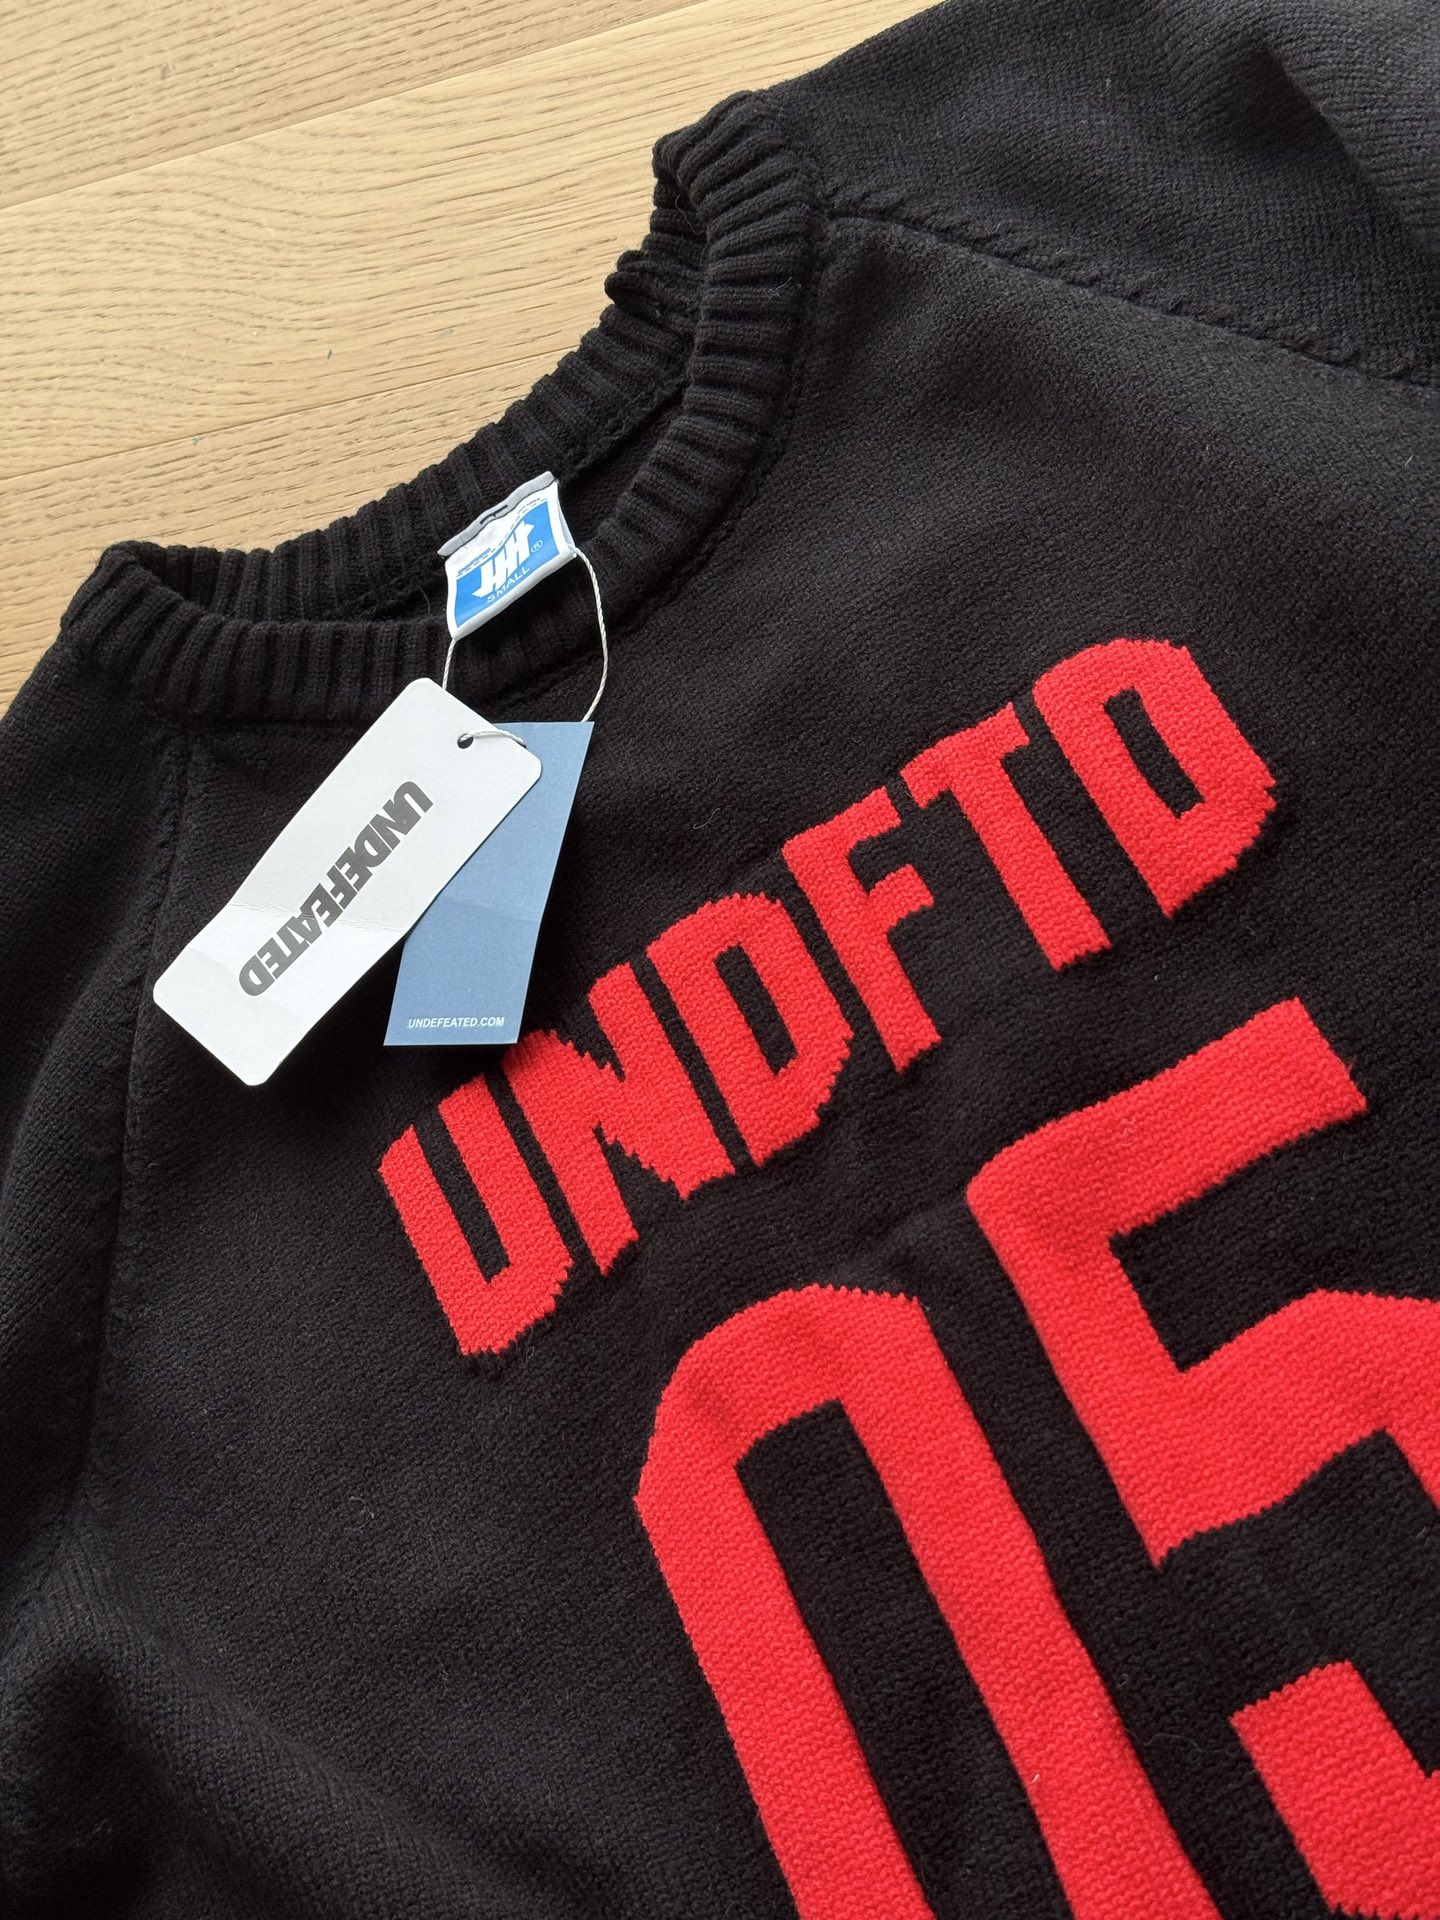 SMALL
®
UNDEFEATED
UNDEFEATED.COM
UNDFTD
05